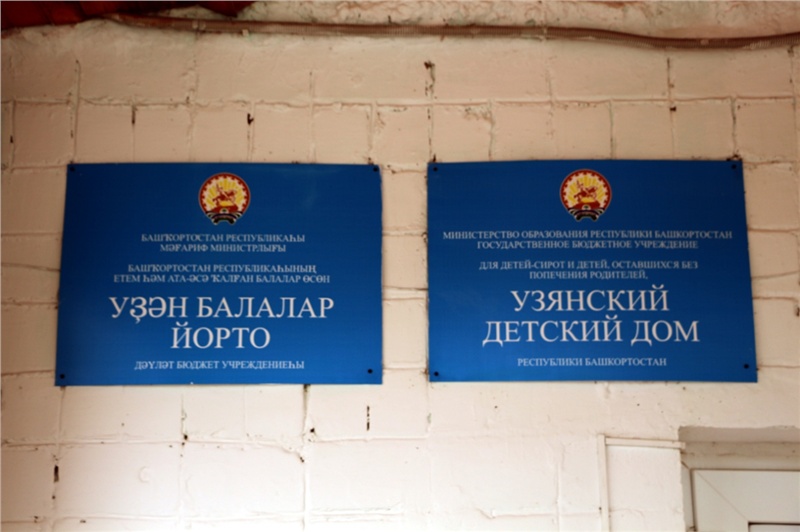 БАШҠОРТОСТАН РЕСПУБЛИКАҺЫ
МӘҒАРИФ МИНИСТРЛЫҒЫ
БАШҠОРТОСТАН РЕСПУБЛИКАҺЫНЫҢ
ЕТЕМ ҺӘМ АТА-ӘСӘ ҠАЛҒАН БАЛАЛАР ӨСӨН
УҘӘН БАЛАЛАР
ЙОРТО
ДӘҮЛӘТ БЮДЖЕТ УЧРЕЖДЕНИЕҺЫ
МИНИСТЕРСТВО ОБРАЗОВАНИЯ РЕСПУБЛИКИ БАШКОРТОСТАН
ГОСУДАРСТВЕННОЕ БЮДЖЕТНОЕ УЧРЕЖДЕНИЕ
ДЛЯ ДЕТЕЙ-СИРОТ И ДЕТЕЙ, ОСТАВШИХСЯ БЕЗ
ПОПЕЧЕНИЯ РОДИТЕЛЕЙ,
УЗЯНСКИЙ
ДЕТСКИЙ ДОМ
РЕСПУБЛИКИ БАШКОРТОСТАН